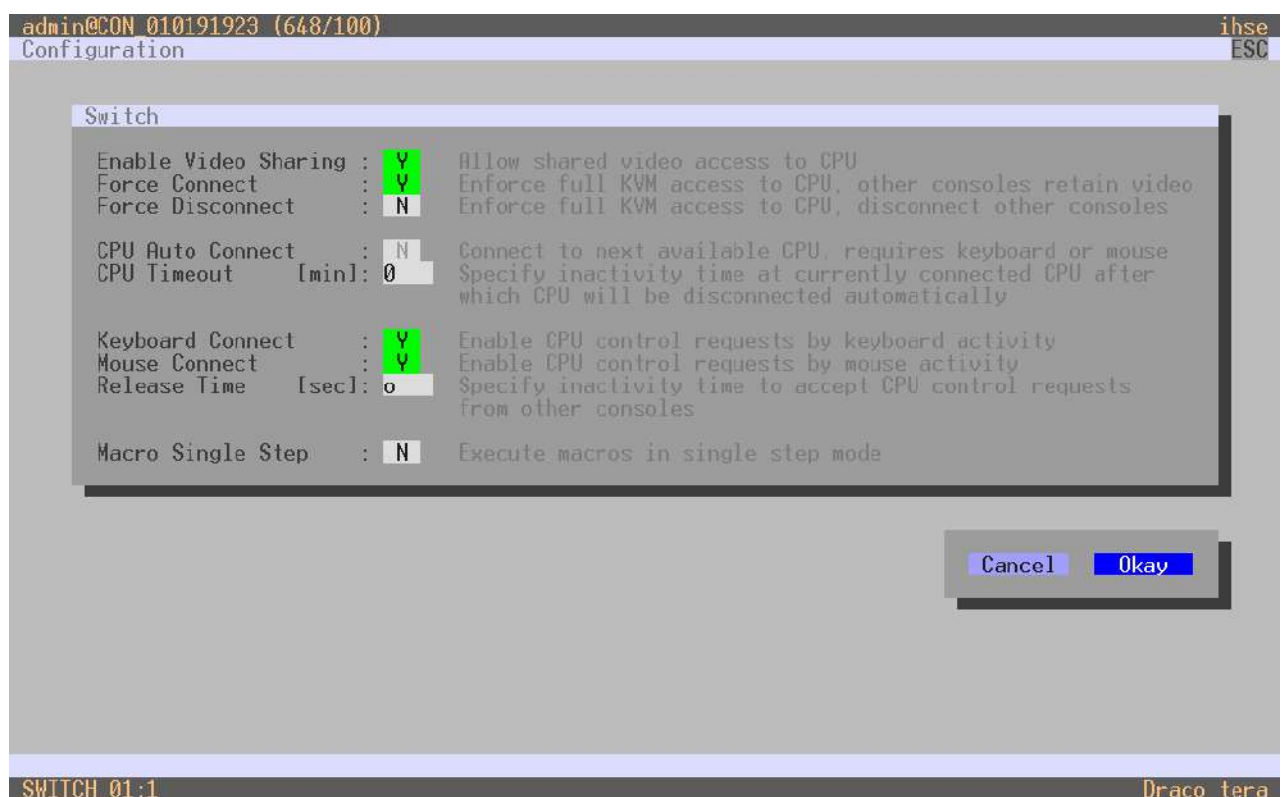 admin@CON_010191923 (648/100) ihse
Configuration ESC
Switch
Enable Video Sharing : Y Allow shared video access to CPU
Force Connect : Y Enforce full KVM access to CPU, other consoles retain video
Force Disconnect : N Enforce full KVM access to CPU, disconnect other consoles
CPU Auto Connect : N Connect to next available CPU, requires keyboard or mouse
CPU Timeout [min]: 0 Specify inactivity time at currently connected CPU after
which CPU will be disconnected automatically
Keyboard Connect : Y Enable CPU control requests by keyboard activity
Mouse Connect : Y Enable CPU control requests by mouse activity
Release Time [sec]: o Specify inactivity time to accept CPU control requests
from other consoles
Macro Single Step : N Execute macros in single step mode
Cancel Okay
SWITCH_01:1 Draco tera